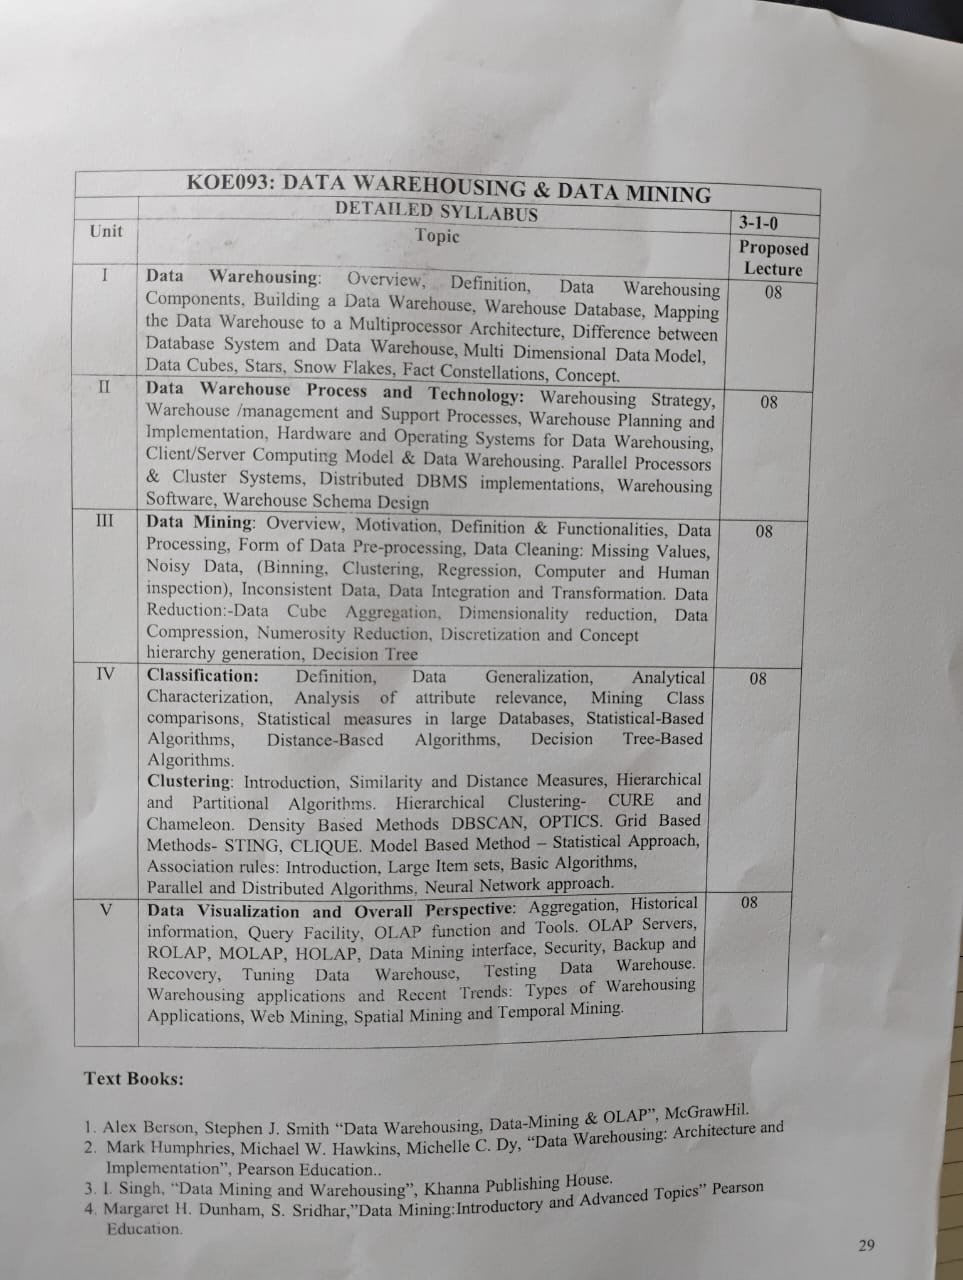 KOE093: DATA WAREHOUSING & DATA MINING
DETAILED SYLLABUS
3-1-0
Unit
Topic
Proposed
Lecture
I
Data Warehousing: Overview, Definition, Data Warehousing
08
Components, Building a Data Warehouse, Warehouse Database, Mapping
the Data Warehouse to a Multiprocessor Architecture, Difference between
Database System and Data Warehouse, Multi Dimensional Data Model,
Data Cubes, Stars, Snow Flakes, Fact Constellations, Concept.
II
Data Warehouse Process and Technology: Warehousing Strategy,
08
Warehouse /management and Support Processes, Warehouse Planning and
Implementation, Hardware and Operating Systems for Data Warehousing,
Client/Server Computing Model & Data Warehousing. Parallel Processors
& Cluster Systems, Distributed DBMS implementations, Warehousing
Software, Warehouse Schema Design
III
Data Mining: Overview, Motivation, Definition & Functionalities, Data
08
Processing, Form of Data Pre-processing, Data Cleaning: Missing Values,
Noisy Data, (Binning, Clustering, Regression, Computer and Human
inspection), Inconsistent Data, Data Integration and Transformation. Data
Reduction:-Data Cube Aggregation, Dimensionality reduction, Data
Compression, Numerosity Reduction, Discretization and Concept
hierarchy generation, Decision Tree
IV
Classification: Definition, Data Generalization, Analytical
08
Characterization, Analysis of attribute relevance, Mining Class
comparisons, Statistical measures in large Databases, Statistical-Based
Algorithms, Distance-Based Algorithms, Decision Tree-Based
Algorithms.
Clustering: Introduction, Similarity and Distance Measures, Hierarchical
and Partitional Algorithms. Hierarchical Clustering- CURE and
Chameleon. Density Based Methods DBSCAN, OPTICS. Grid Based
Methods- STING, CLIQUE. Model Based Method – Statistical Approach,
Association rules: Introduction, Large Item sets, Basic Algorithms,
Parallel and Distributed Algorithms, Neural Network approach.
V
Data Visualization and Overall Perspective: Aggregation, Historical
08
information, Query Facility, OLAP function and Tools. OLAP Servers,
ROLAP, MOLAP, HOLAP, Data Mining interface, Security, Backup and
Recovery, Tuning Data Warehouse, Testing Data Warehouse.
Warehousing applications and Recent Trends: Types of Warehousing
Applications, Web Mining, Spatial Mining and Temporal Mining.
Text Books:
1. Alex Berson, Stephen J. Smith “Data Warehousing, Data-Mining & OLAP”, McGrawHil.
2. Mark Humphries, Michael W. Hawkins, Michelle C. Dy, “Data Warehousing: Architecture and
Implementation”, Pearson Education..
3. I. Singh, “Data Mining and Warehousing”, Khanna Publishing House.
4. Margaret H. Dunham, S. Sridhar,”Data Mining:Introductory and Advanced Topics” Pearson
Education.
29